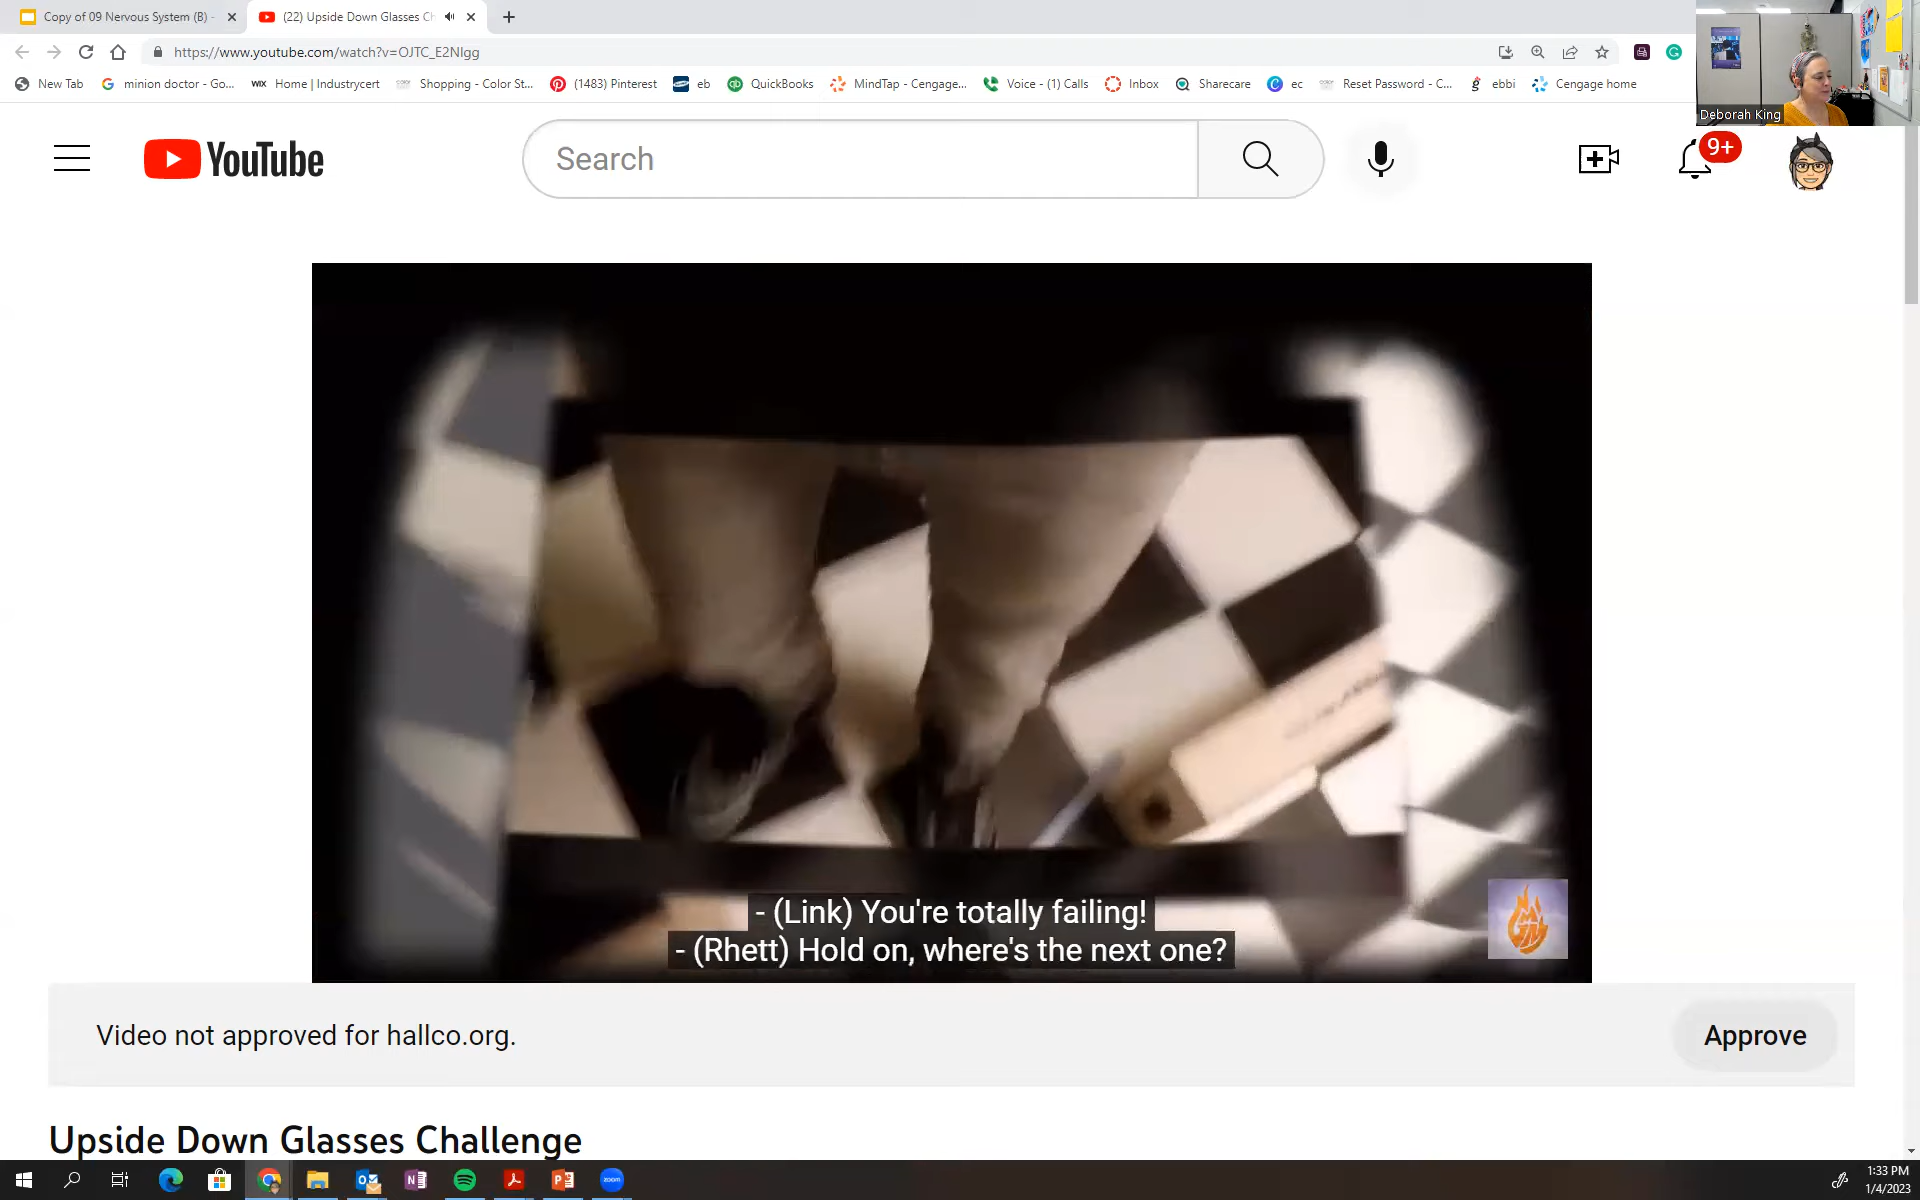 Copy of 09 Nervous System (B) -
(22) Upside Down Glasses Ch
https://www.youtube.com/watch?v=OJTC_E2NIgg
New Tab
minion doctor - Go...
WIX Home | Industrycert
Shopping - Color St...
(1483) Pinterest
eb
QuickBooks
MindTap - Cengage...
Voice - (1) Calls
Inbox
Sharecare
ec
Reset Password - C...
ebbi
Cengage home
Deborah King
YouTube
Search
9+
- (Link) You're totally failing!
- (Rhett) Hold on, where's the next one?
Video not approved for hallco.org.
Approve
Upside Down Glasses Challenge
zoom
1:33 PM
1/4/2023